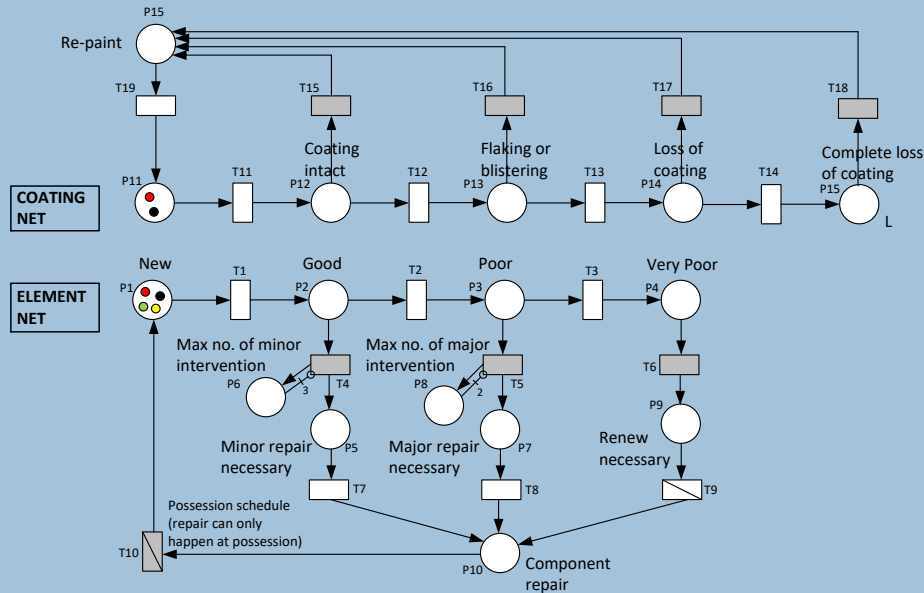 P15
Re-paint
T19
T15
T16
T17
T18
Coating
intact
Flaking or
blistering
Loss of
coating
Complete loss
of coating
P11
T11
P12
T12
P13
T13
P14
T14
P15
L
COATING
NET
New
Good
Poor
Very Poor
P1
T1
P2
T2
P3
T3
P4
ELEMENT
NET
Max no. of minor
intervention
Max no. of major
intervention
P6
3
T4
P8
2
T5
T6
P9
Minor repair
necessary
P5
Major repair
necessary
P7
Renew
necessary
T7
T8
T9
Possession schedule
(repair can only
happen at possession)
T10
P10
Component
repair